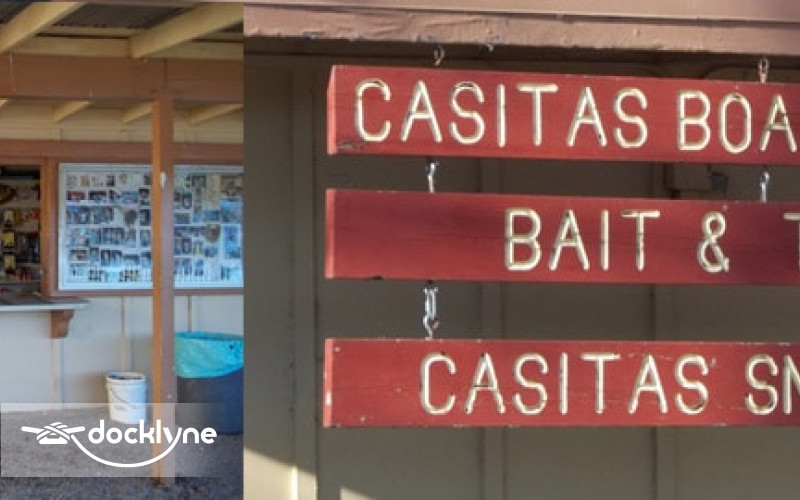 CASITAS BOA
BAIT & T
CASITAS SN
docklyne